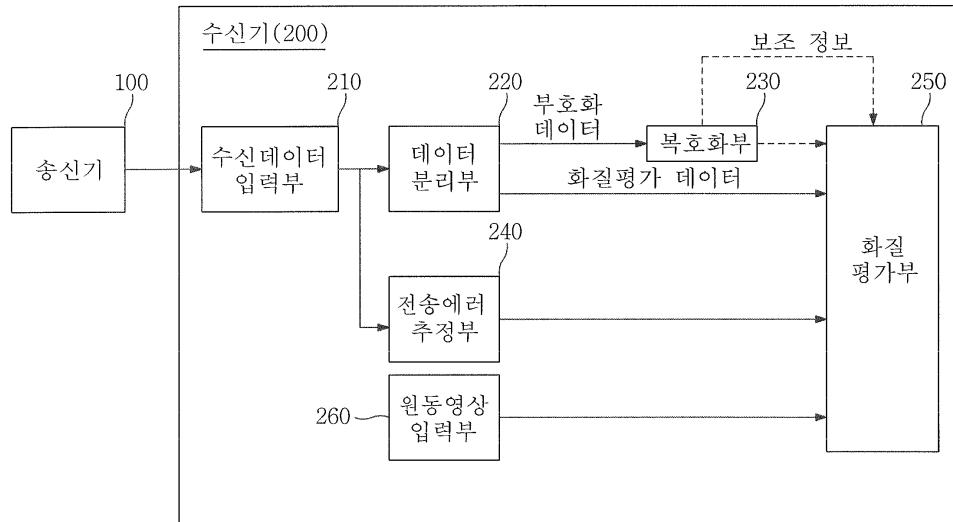 수신기(200)
보조 정보
100
210
220
230
250
부호화
데이터
송신기
수신데이터
입력부
데이터
분리부
복호화부
화질평가 데이터
240
화질
평가부
전송에러
추정부
260
원동영상
입력부